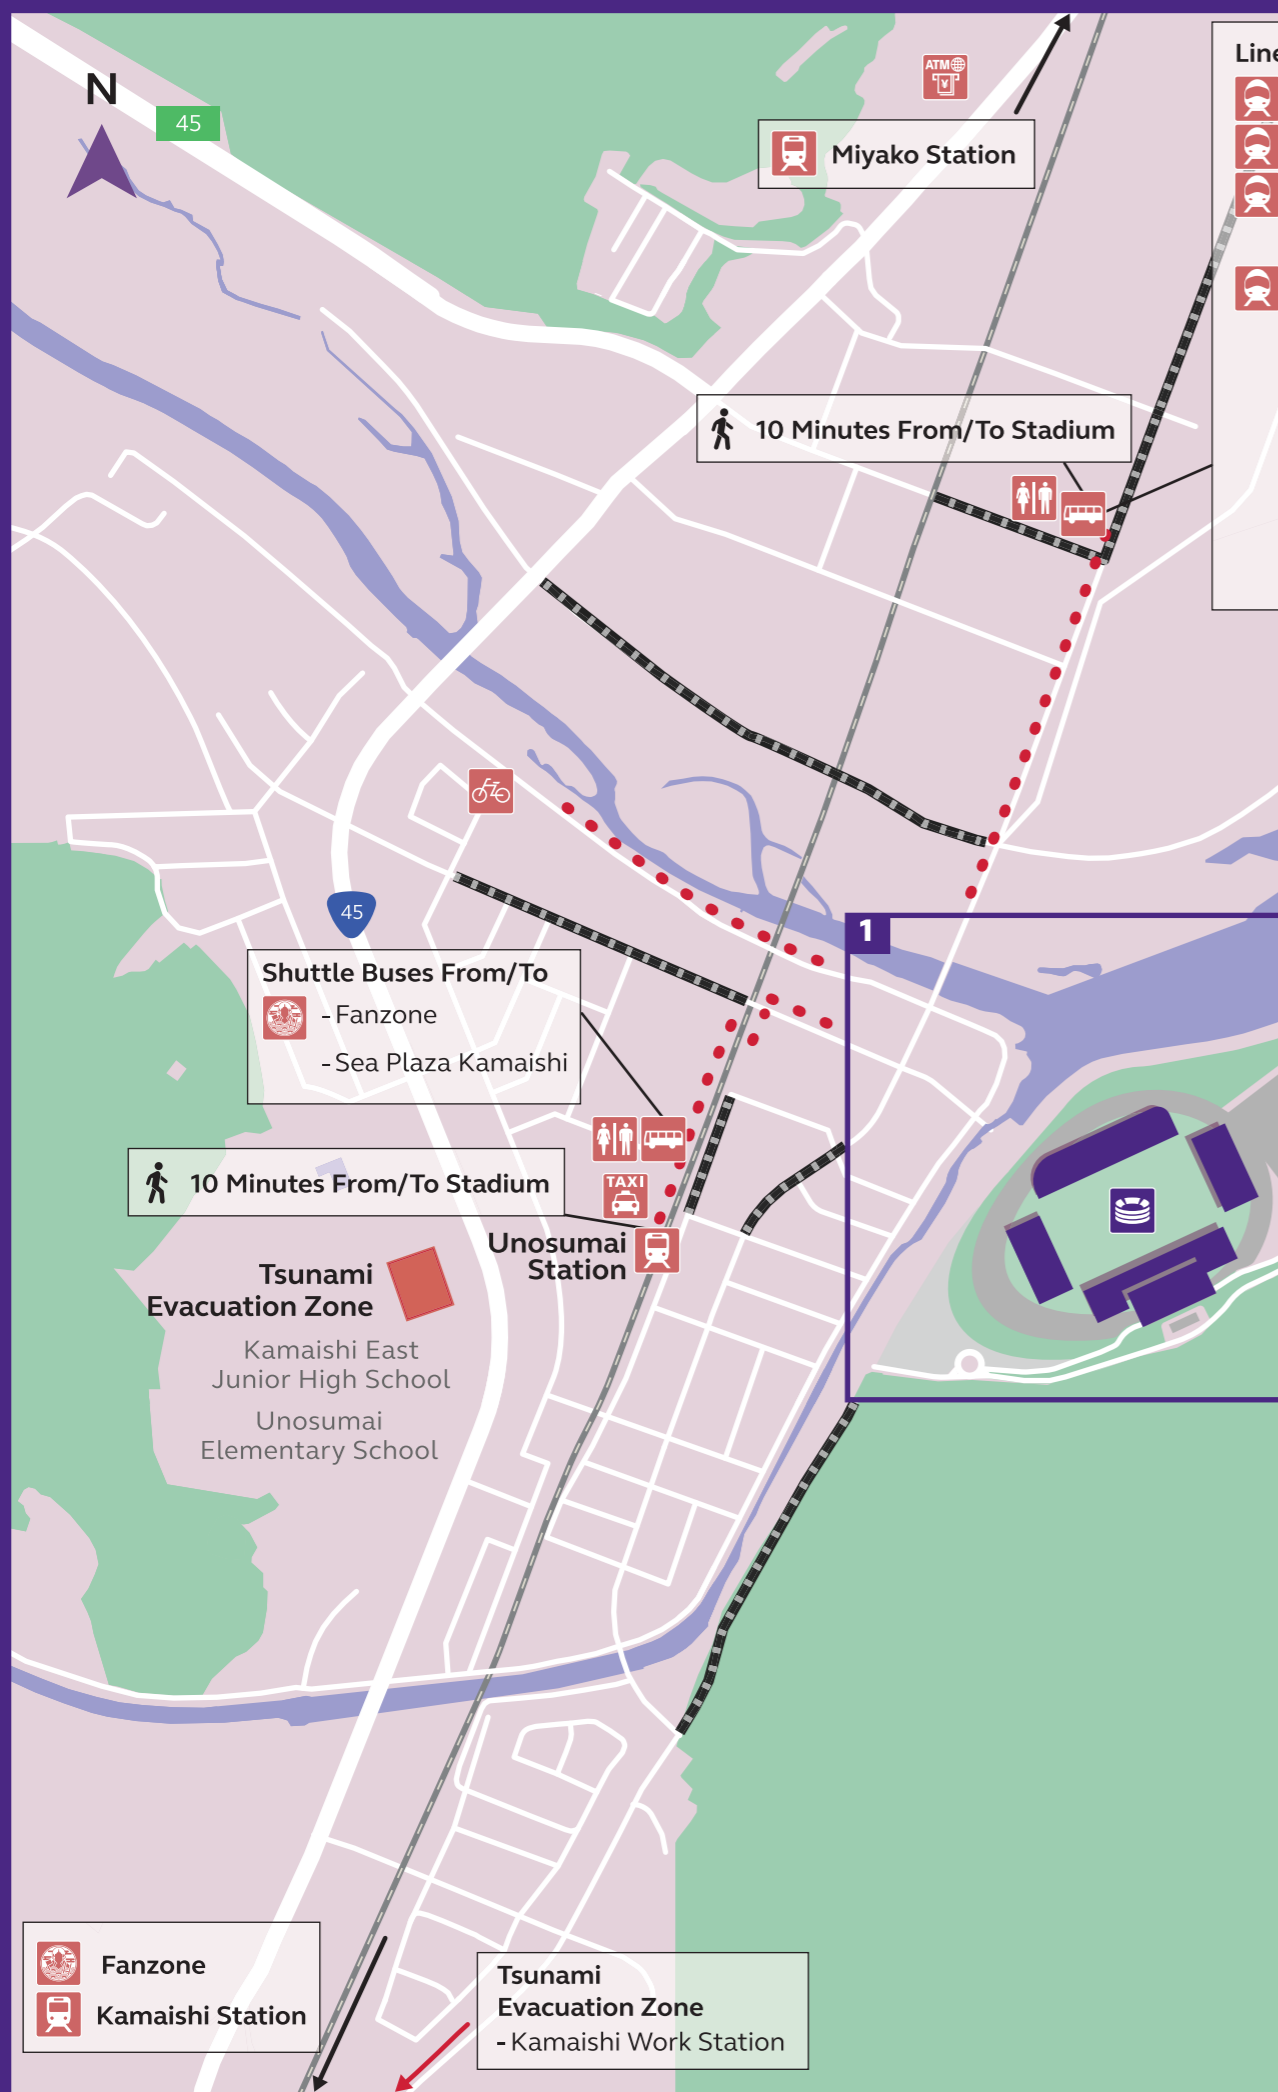 N
45
ATM
¥
Miyako Station
10 Minutes From/To Stadium
45
1
Shuttle Buses From/To
-Fanzone
-Sea Plaza Kamaishi
10 Minutes From/To Stadium
TAXI
Unosumai
Station
Tsunami
Evacuation Zone
Kamaishi East
Junior High School
Unosumai
Elementary School
Fanzone
Kamaishi Station
Tsunami
Evacuation Zone
-Kamaishi Work Station